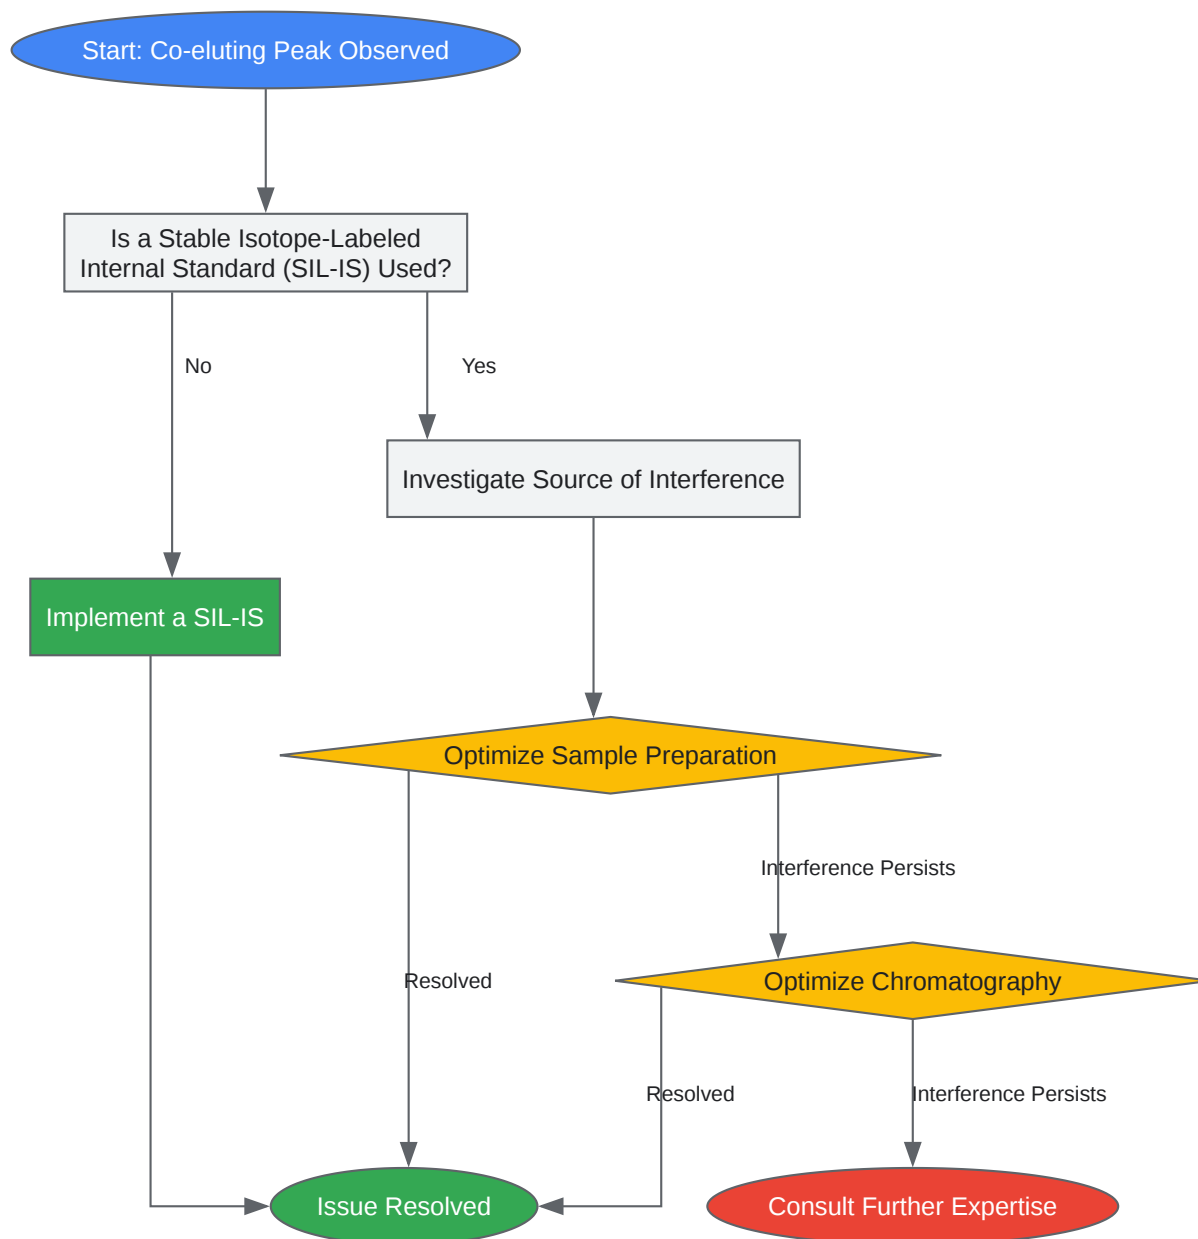 Start: Co-eluting Peak Observed
Is a Stable Isotope-Labeled
Internal Standard (SIL-IS) Used?
No
Yes
Investigate Source of Interference
Implement a SIL-IS
Optimize Sample Preparation
Interference Persists
Resolved
Optimize Chromatography
Resolved
Interference Persists
Issue Resolved
Consult Further Expertise